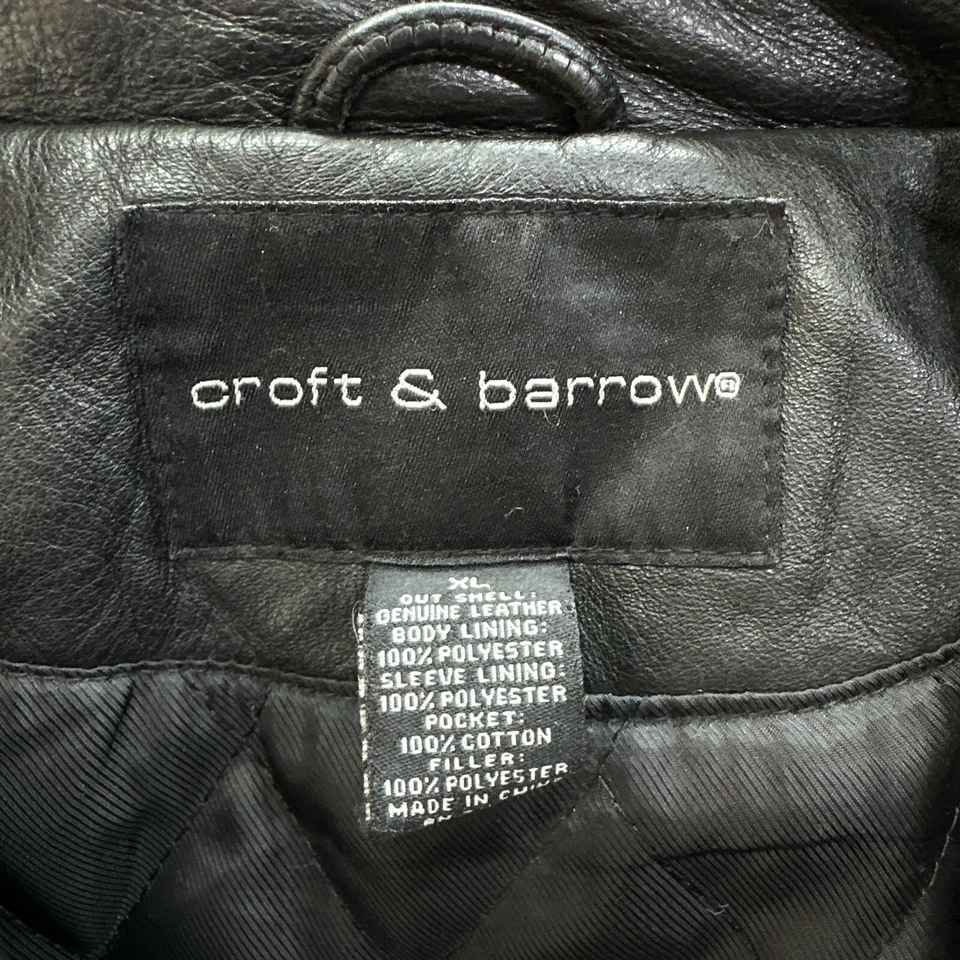 croft & barrow®
XL
OUT SHELL:
GENUINE LEATHER
BODY LINING:
100% POLYESTER
SLEEVE LINING:
100% POLYESTER
POCKET:
100% COTTON
FILLER:
100% POLYESTER
MADE IN CHINA